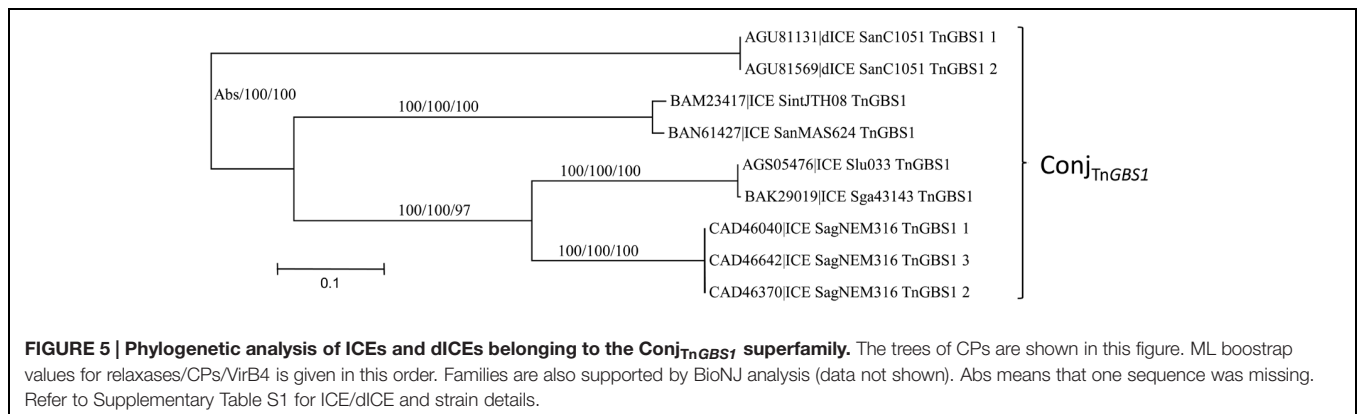 AGU81131|dICE SanC1051 TnGBS1 1
AGU81569|dICE SanC1051 TnGBS1 2
Abs/100/100
100/100/100
BAM23417|ICE SintJTH08 TnGBS1
BAN61427|ICE SanMAS624 TnGBS1
AGS05476|ICE Slu033 TnGBS1
100/100/100
BAK29019|ICE Sga43143 TnGBS1
100/100/97
CAD46040|ICE SagNEM316 TnGBS1 1
100/100/100
CAD46642|ICE SagNEM316 TnGBS1 3
CAD46370|ICE SagNEM316 TnGBS1 2
0.1
ConjTnGBS1
FIGURE 5 | Phylogenetic analysis of ICEs and dICEs belonging to the ConjTnGBS1 superfamily. The trees of CPs are shown in this figure. ML boostrap
values for relaxases/CPs/VirB4 is given in this order. Families are also supported by BioNJ analysis (data not shown). Abs means that one sequence was missing.
Refer to Supplementary Table S1 for ICE/dICE and strain details.